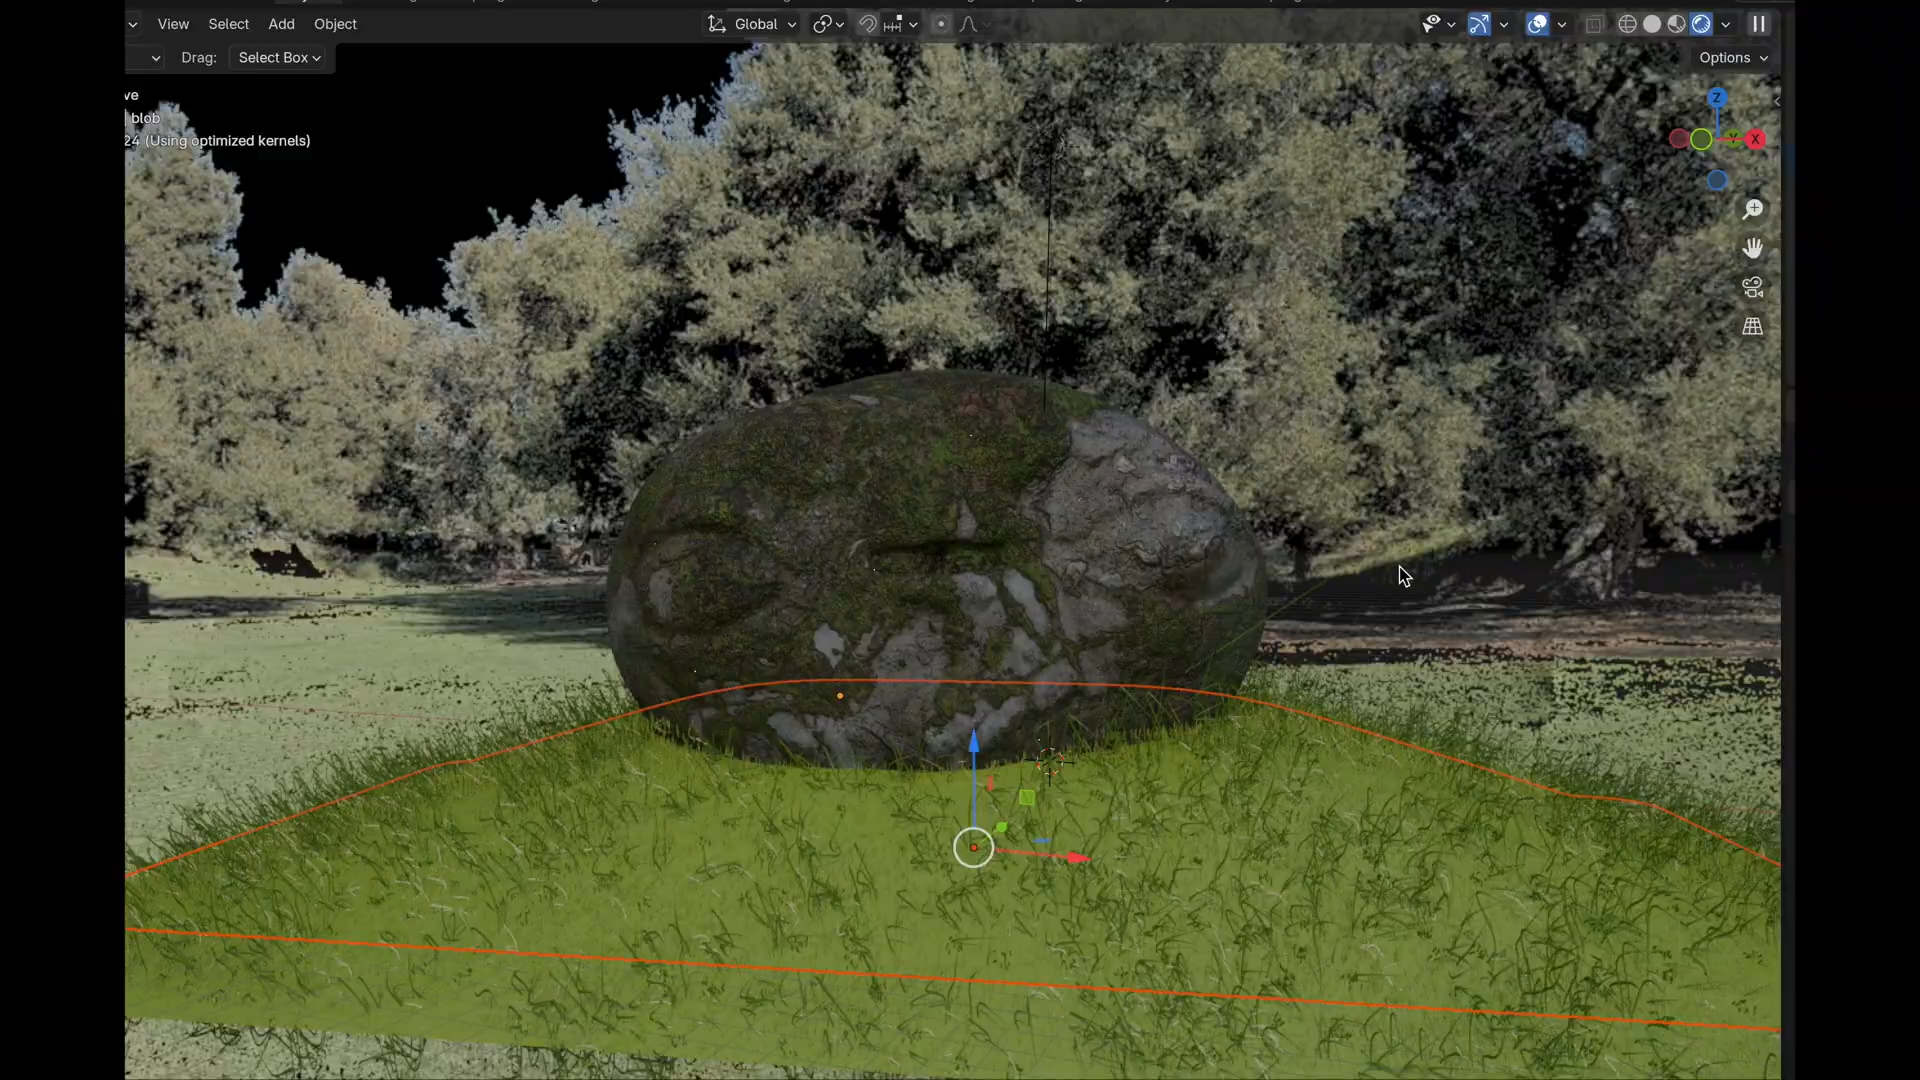 View Select Add Object Global
Drag: Select Box Options
ve
blob
24 (Using optimized kernels)
Z
X